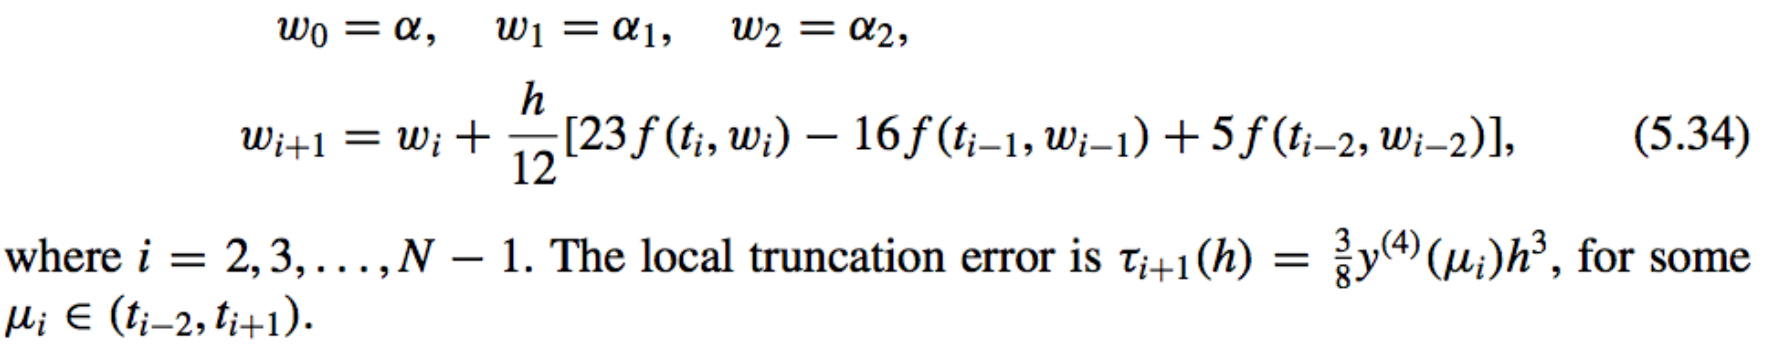 w₀ = α, w₁ = α₁, w₂ = α₂,
wᵢ₊₁ = wᵢ + h/12 [23f(tᵢ, wᵢ) − 16f(tᵢ₋₁, wᵢ₋₁) + 5f(tᵢ₋₂, wᵢ₋₂)], (5.34)
where i = 2, 3, . . . , N − 1. The local truncation error is τᵢ₊₁(h) = 3/8 y⁽⁴⁾(μᵢ)h³, for some
μᵢ ∈ (tᵢ₋₂, tᵢ₊₁).